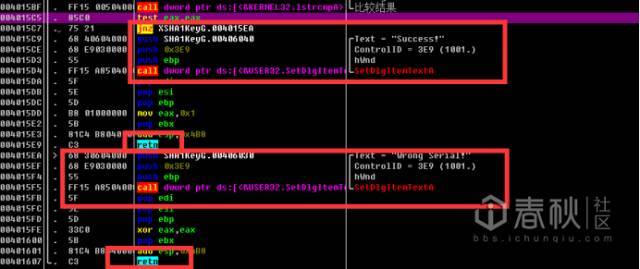 004015BF . FF15 00504000 call dword ptr ds:[<&KERNEL32.lstrcmpA> 比较结果
004015C5 . 85C0 test eax,eax
004015C7 75 21 jnz XSHA1KeyG.004015EA
004015C9 . 68 40604000 push SHA1KeyG.00406040 Text = "Success!"
004015CE . 68 E9030000 push 0x3E9 ControlID = 3E9 (1001.)
004015D3 . 55 push ebp hWnd
004015D4 . FF15 A8504000 call dword ptr ds:[<&USER32.SetDlgItemT SetDlgItemTextA
004015DA . 5F
004015DB . 5E pop esi
004015DC . 5D pop ebp
004015DD . B8 01000000 mov eax,0x1
004015E2 . 5B pop ebx
004015E3 . 81C4 B8040000 add esp,0x4B8
004015E9 . C3 retn
004015EA > 68 30604000 push SHA1KeyG.00406030 Text = "Wrong Serial!"
004015EF . 68 E9030000 push 0x3E9 ControlID = 3E9 (1001.)
004015F4 . 55 push ebp hWnd
004015F5 . FF15 A8504000 call dword ptr ds:[<&USER32.SetDlgItemT SetDlgItemTextA
004015FB . 5F pop edi
004015FC . 5E pop esi
004015FD . 5D pop ebp
004015FE . 33C0 xor eax,eax
00401600 . 5B pop ebx
00401601 . 81C4 B8040000 add esp,0x4B8
00401607 . C3 retn
春秋 社区
bbs.ichunqiu.com